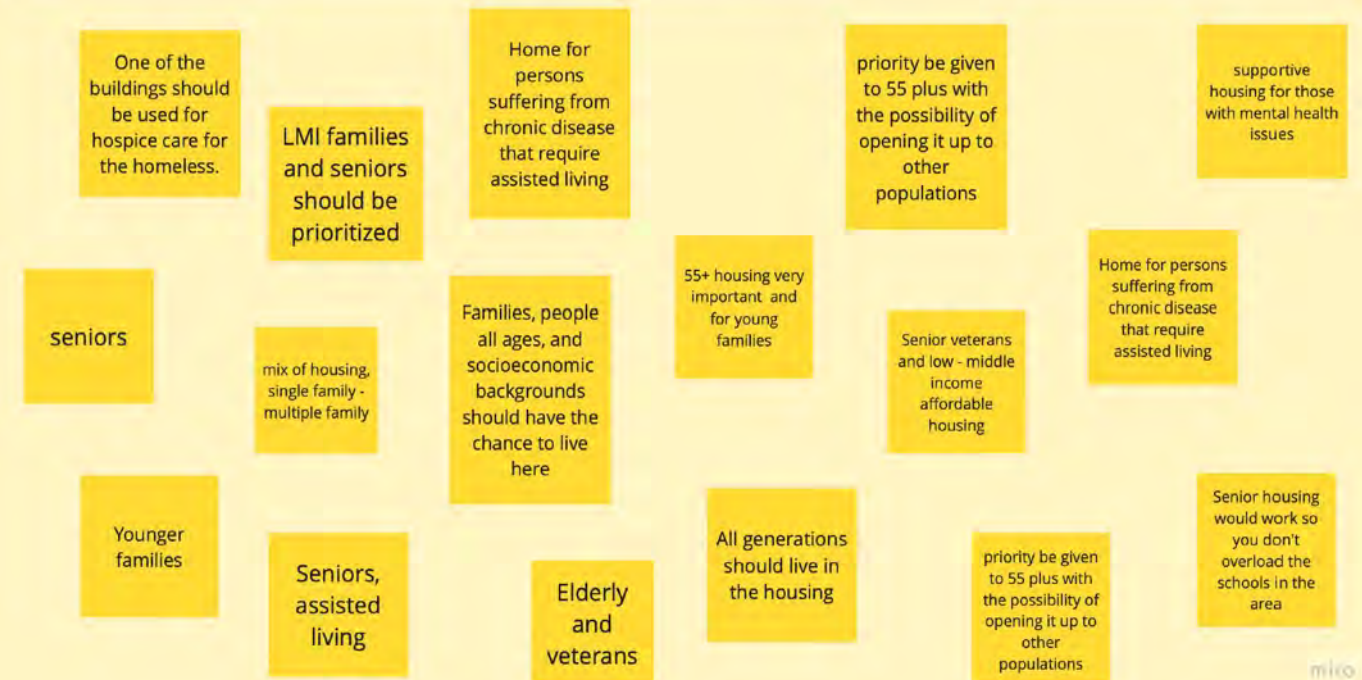 One of the
buildings should
be used for
hospice care for
the homeless.
LMI families
and seniors
should be
prioritized
Home for
persons
suffering from
chronic disease
that require
assisted living
priority be given
to 55 plus with
the possibility of
opening it up to
other
populations
supportive
housing for those
with mental health
issues
seniors
mix of housing,
single family -
multiple family
Families, people
all ages, and
socioeconomic
backgrounds
should have the
chance to live
here
55+ housing very
important and
for young
families
Senior veterans
and low - middle
income
affordable
housing
Home for persons
suffering from
chronic disease
that require
assisted living
Younger
families
Seniors,
assisted
living
Elderly
and
veterans
All generations
should live in
the housing
priority be given
to 55 plus with
the possibility of
opening it up to
other
populations
Senior housing
would work so
you don't
overload the
schools in the
area
miro